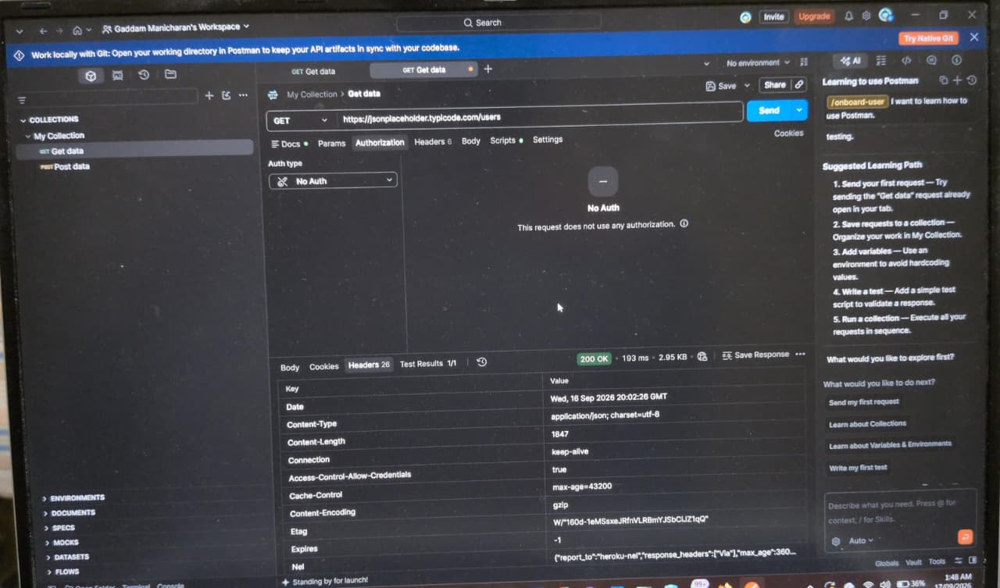 Gaddam Manicharan's Workspace
Search
Invite
Upgrade
Work locally with Git: Open your working directory in Postman to keep your API artifacts in sync with your codebase.
Try Native Git
GET Get data
GET Get data
No environment
AI
My Collection > Get data
Save
Share
COLLECTIONS
My Collection
GET Get data
POST Post data
GET
https://jsonplaceholder.typicode.com/users
Send
Docs
Params
Authorization
Headers 6
Body
Scripts
Settings
Cookies
Auth type
No Auth
No Auth
This request does not use any authorization.
Body
Cookies
Headers 26
Test Results 1/1
200 OK
193 ms
2.95 KB
Save Response
Key
Value
Date
Wed, 16 Sep 2026 20:02:26 GMT
Content-Type
application/json; charset=utf-8
Content-Length
1847
Connection
keep-alive
Access-Control-Allow-Credentials
true
Cache-Control
max-age=43200
Content-Encoding
gzip
Etag
Expires
-1
Nel
{"report_to":"heroku-nel","response_headers":["Via"],"max_age":360...
ENVIRONMENTS
DOCUMENTS
SPECS
MOCKS
DATASETS
FLOWS
Open Folder
Terminal
Console
Standing by for launch!
Learning to use Postman
/onboard-user I want to learn how to
use Postman.
testing.
Suggested Learning Path
1. Send your first request — Try
sending the "Get data" request already
open in your tab.
2. Save requests to a collection —
Organize your work in My Collection.
3. Add variables — Use an
environment to avoid hardcoding
values.
4. Write a test — Add a simple test
script to validate a response.
5. Run a collection — Execute all your
requests in sequence.
What would you like to explore first?
What would you like to do next?
Send my first request
Learn about Collections
Learn about Variables & Environments
Write my first test
Describe what you need. Press @ for
context, / for Skills.
Auto
Globals
Vault
Tools
99+
36%
1:48 AM
17/09/2026